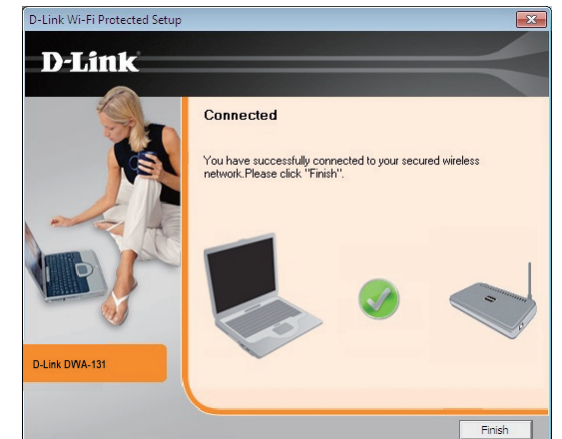 D-Link Wi-Fi Protected Setup
D-Link
Connected
You have successfully connected to your secured wireless
network.Please click "Finish".
D-Link DWA-131
Finish